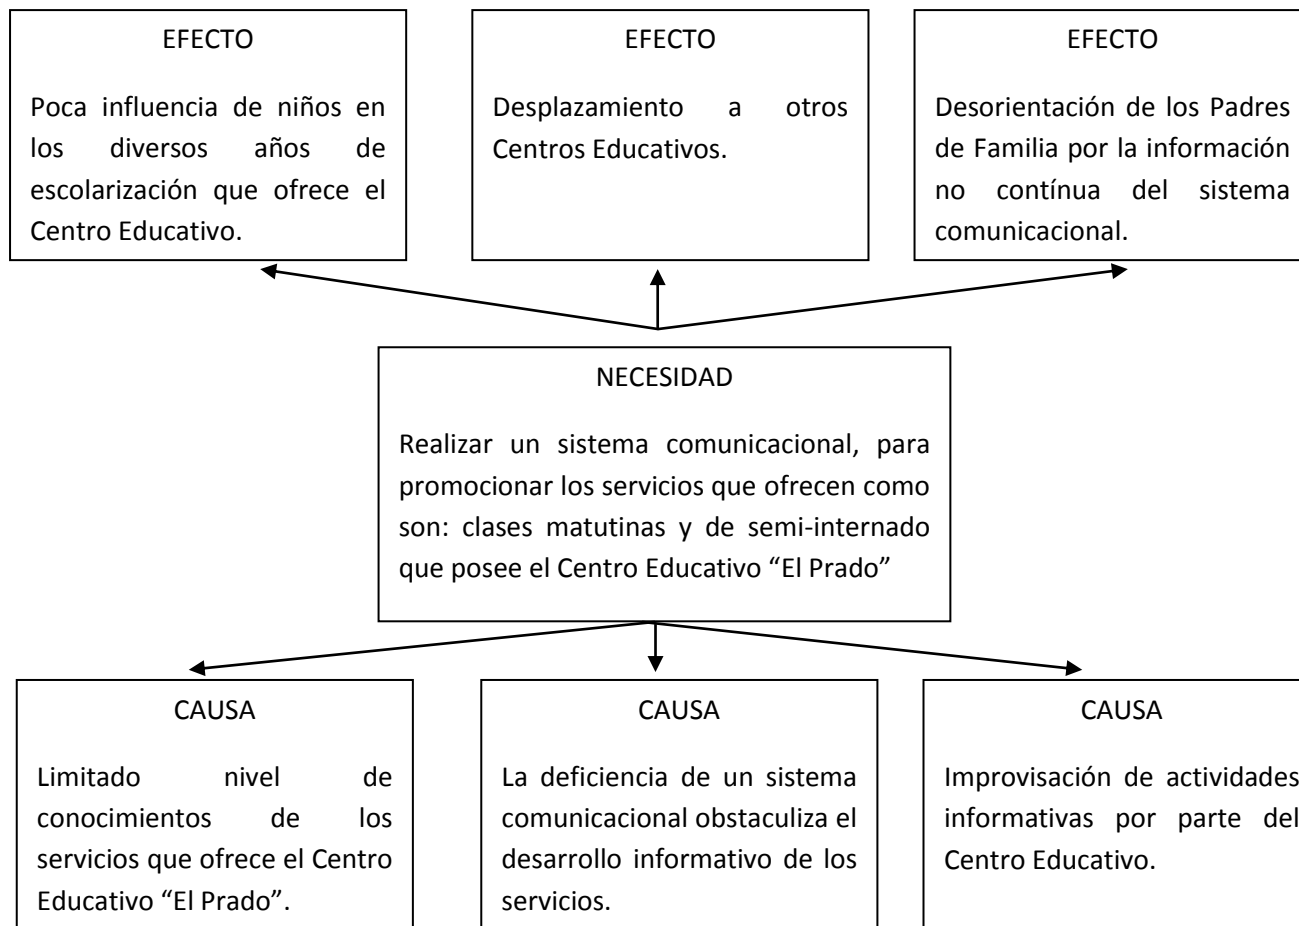 EFECTO
Poca influencia de niños en
los diversos años de
escolarización que ofrece el
Centro Educativo.
EFECTO
Desplazamiento a otros
Centros Educativos.
EFECTO
Desorientación de los Padres
de Familia por la información
no contínua del sistema
comunicacional.
NECESIDAD
Realizar un sistema comunicacional, para
promocionar los servicios que ofrecen como
son: clases matutinas y de semi-internado
que posee el Centro Educativo “El Prado”
CAUSA
Limitado nivel de
conocimientos de los
servicios que ofrece el Centro
Educativo “El Prado”.
CAUSA
La deficiencia de un sistema
comunicacional obstaculiza el
desarrollo informativo de los
servicios.
CAUSA
Improvisación de actividades
informativas por parte del
Centro Educativo.